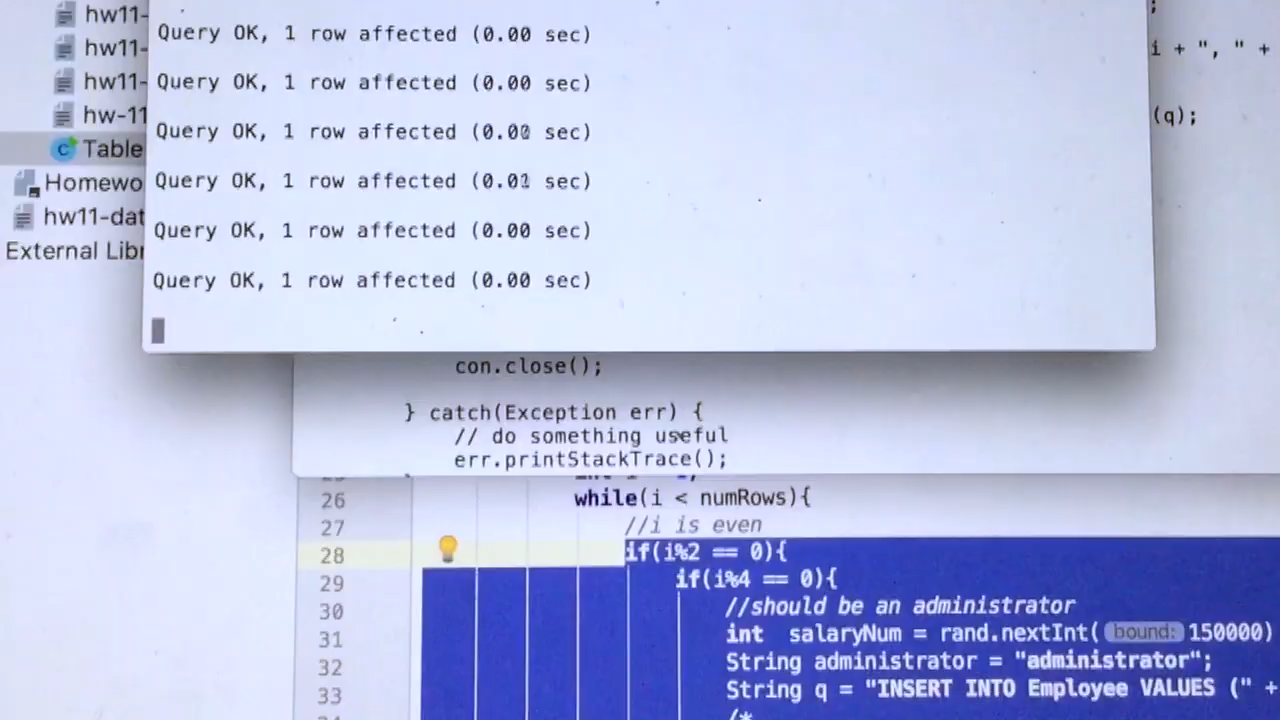 hw11-
hw11-
hw11-
hw-11
Table
Homewo
hw11-dat
External Libr
Query OK, 1 row affected (0.00 sec)
Query OK, 1 row affected (0.00 sec)
Query OK, 1 row affected (0.00 sec)
Query OK, 1 row affected (0.01 sec)
Query OK, 1 row affected (0.00 sec)
Query OK, 1 row affected (0.00 sec)
;
i + ", " +
(q);
con.close();
} catch(Exception err) {
// do something useful
err.printStackTrace();
26 while(i < numRows){
27 //i is even
28 if(i%2 == 0){
29 if(i%4 == 0){
30 //should be an administrator
31 int salaryNum = rand.nextInt( bound: 150000)
32 String administrator = "administrator";
33 String q = "INSERT INTO Employee VALUES (" +
/*